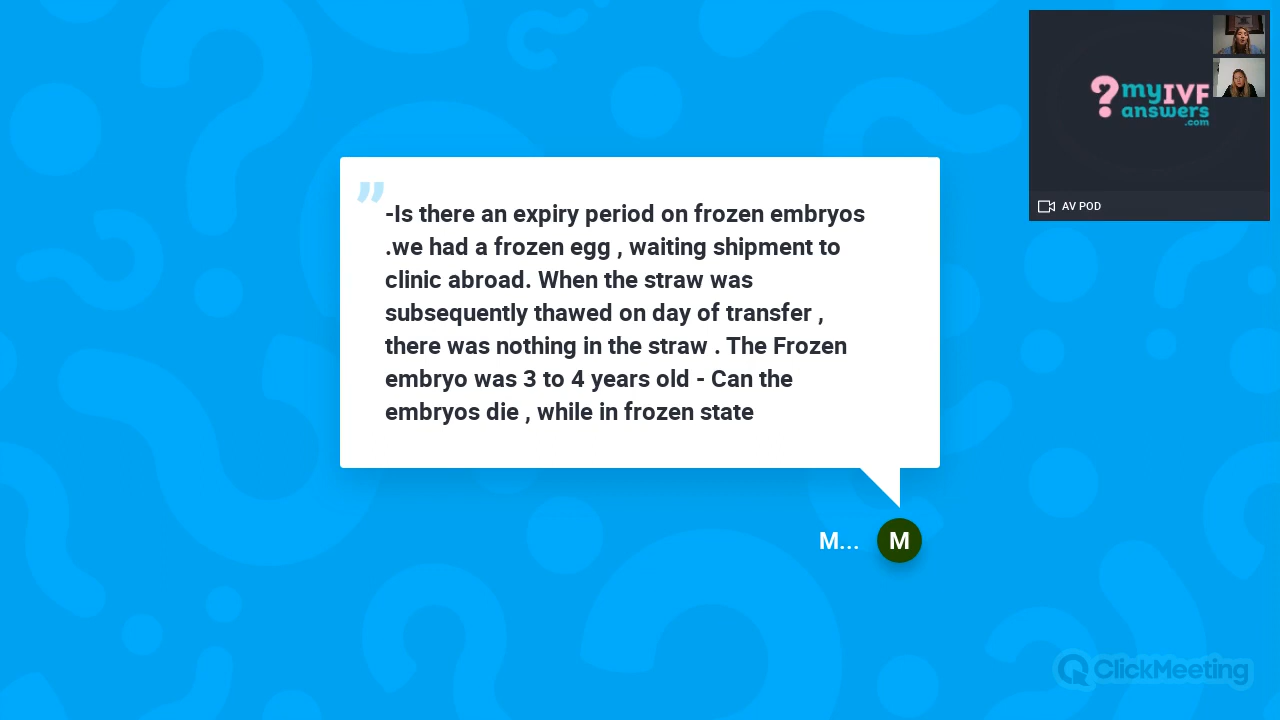 ?myIVF
answers
.com
AV POD
”
-Is there an expiry period on frozen embryos
.we had a frozen egg , waiting shipment to
clinic abroad. When the straw was
subsequently thawed on day of transfer ,
there was nothing in the straw . The Frozen
embryo was 3 to 4 years old - Can the
embryos die , while in frozen state
M... M
ClickMeeting